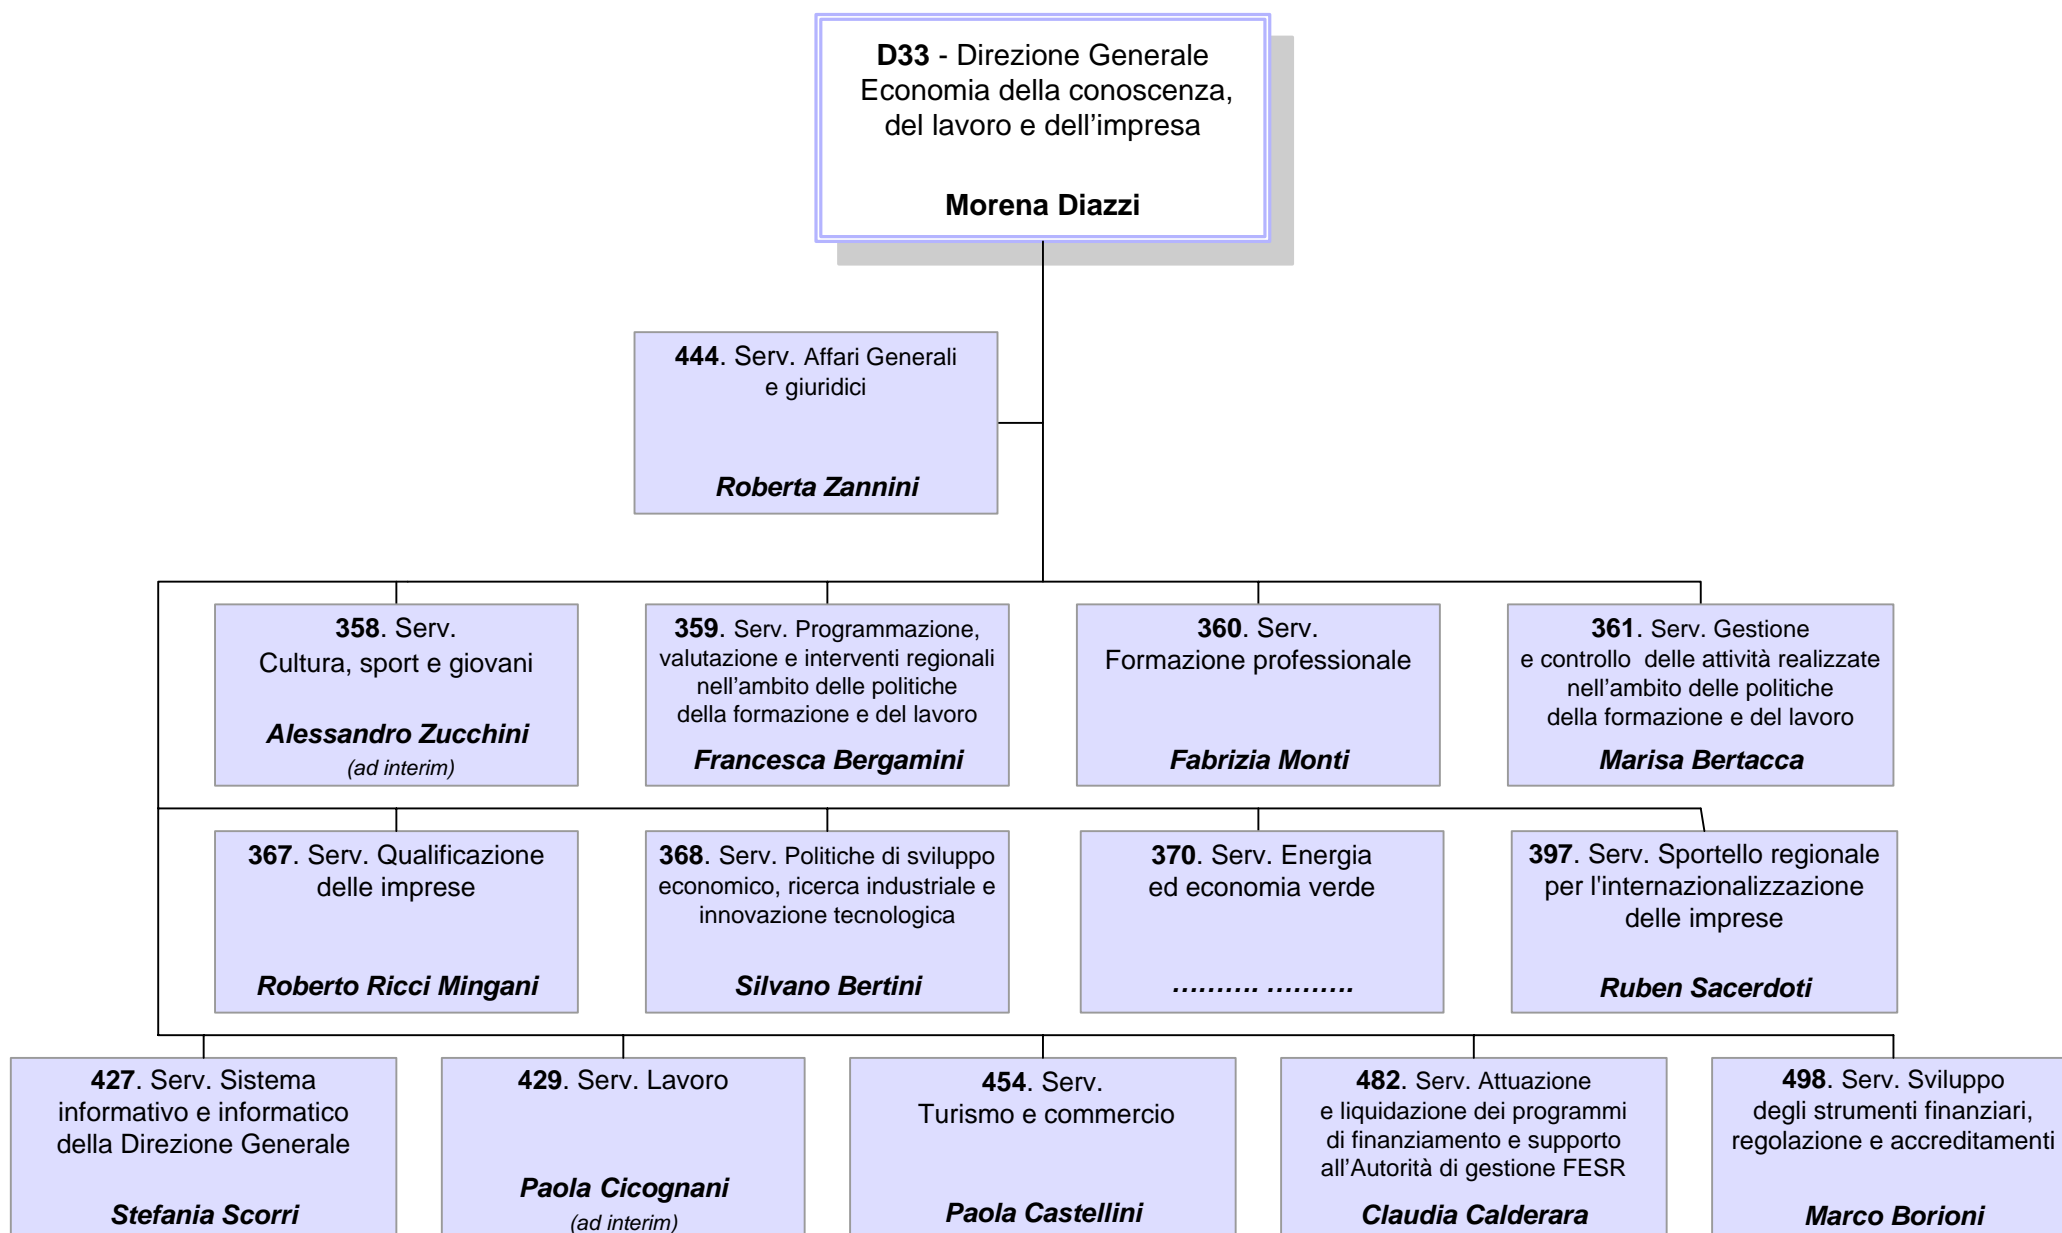 D33 - Direzione Generale
Economia della conoscenza,
del lavoro e dell’impresa
Morena Diazzi
444. Serv. Affari Generali
e giuridici
Roberta Zannini
358. Serv.
Cultura, sport e giovani
Alessandro Zucchini
(ad interim)
359. Serv. Programmazione,
valutazione e interventi regionali
nell’ambito delle politiche
della formazione e del lavoro
Francesca Bergamini
360. Serv.
Formazione professionale
Fabrizia Monti
361. Serv. Gestione
e controllo delle attività realizzate
nell’ambito delle politiche
della formazione e del lavoro
Marisa Bertacca
367. Serv. Qualificazione
delle imprese
Roberto Ricci Mingani
368. Serv. Politiche di sviluppo
economico, ricerca industriale e
innovazione tecnologica
Silvano Bertini
370. Serv. Energia
ed economia verde
………. ……….
397. Serv. Sportello regionale
per l'internazionalizzazione
delle imprese
Ruben Sacerdoti
427. Serv. Sistema
informativo e informatico
della Direzione Generale
Stefania Scorri
429. Serv. Lavoro
Paola Cicognani
(ad interim)
454. Serv.
Turismo e commercio
Paola Castellini
482. Serv. Attuazione
e liquidazione dei programmi
di finanziamento e supporto
all’Autorità di gestione FESR
Claudia Calderara
498. Serv. Sviluppo
degli strumenti finanziari,
regolazione e accreditamenti
Marco Borioni